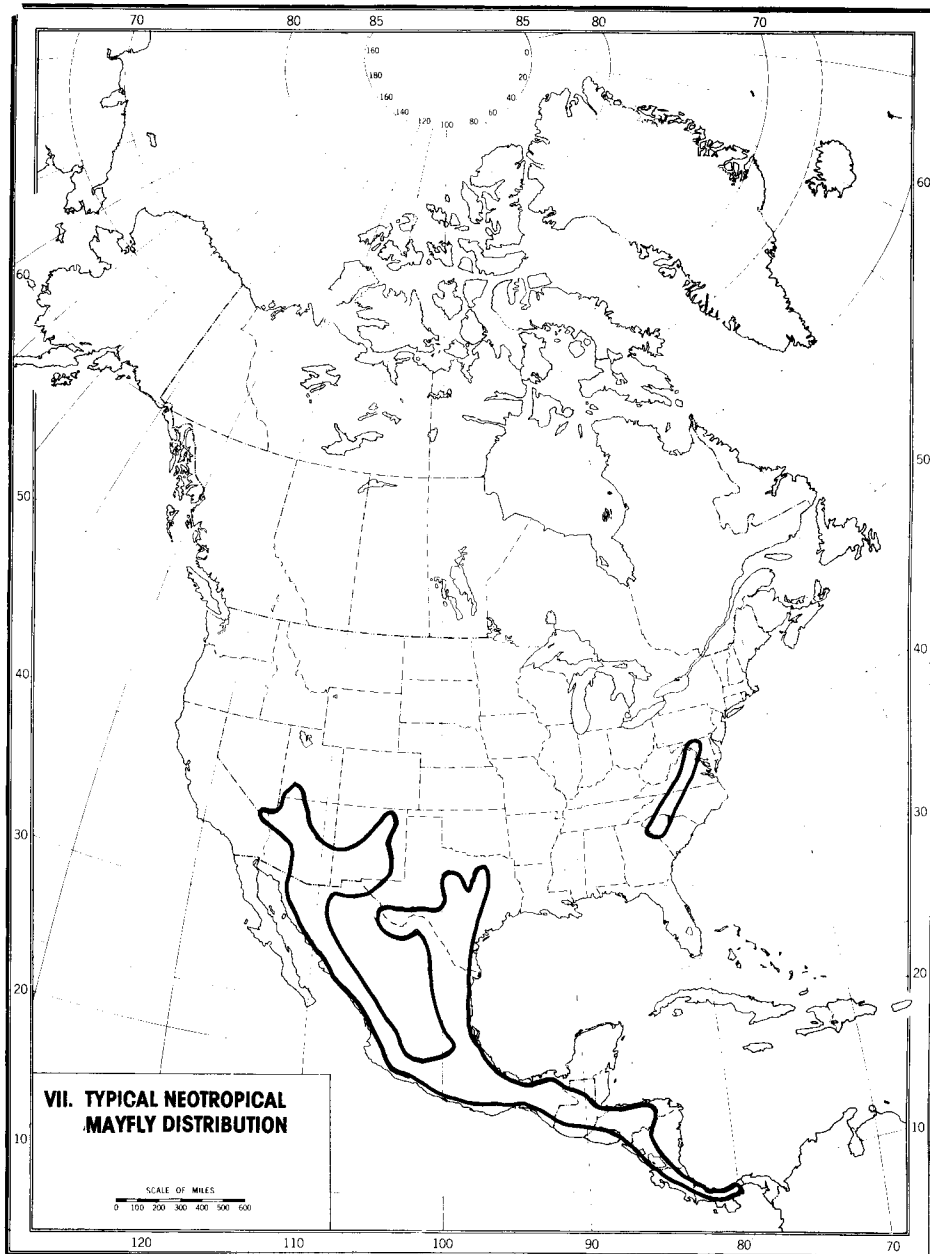 70 85 85 80 70
160 0
180 20
160 40
140 120 100 80 60
60 60
50 50
40 40
30 30
20 20
10 10
VII. TYPICAL NEOTROPICAL
MAYFLY DISTRIBUTION
SCALE OF MILES
0 100 200 300 400 500 600
120 110 100 90 80 70